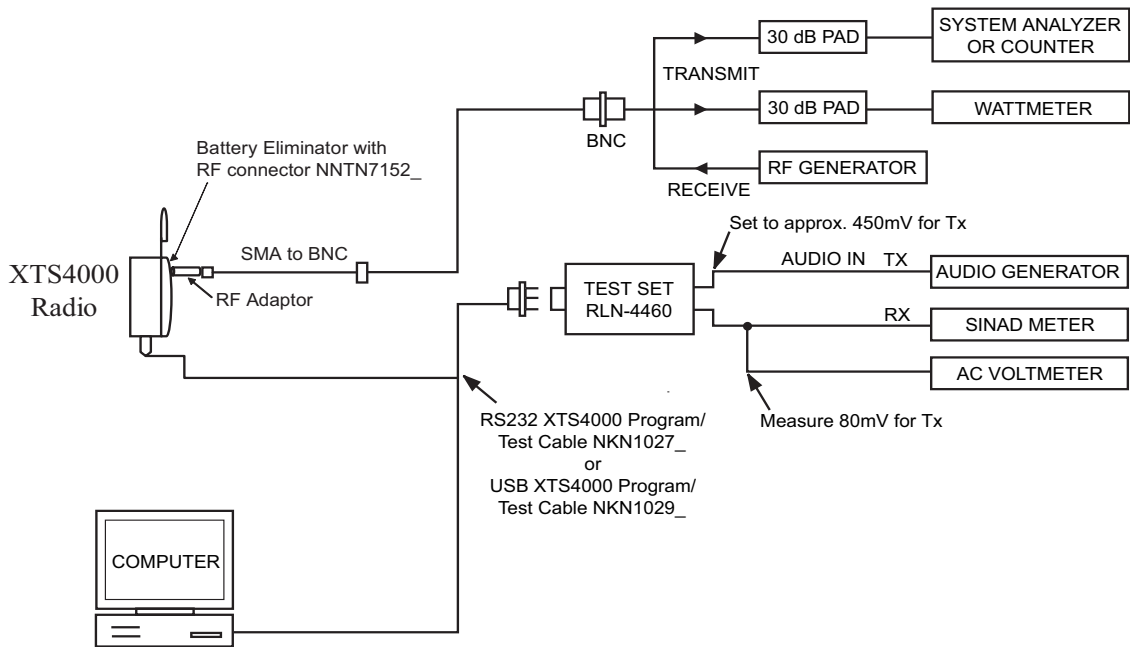 30 dB PAD
SYSTEM ANALYZER
OR COUNTER
TRANSMIT
30 dB PAD
WATTMETER
BNC
RF GENERATOR
RECEIVE
Battery Eliminator with
RF connector NNTN7152_
SMA to BNC
XTS4000
Radio
RF Adaptor
Set to approx. 450mV for Tx
AUDIO IN TX
AUDIO GENERATOR
TEST SET
RLN-4460
RX
SINAD METER
AC VOLTMETER
Measure 80mV for Tx
RS232 XTS4000 Program/
Test Cable NKN1027_
or
USB XTS4000 Program/
Test Cable NKN1029_
COMPUTER